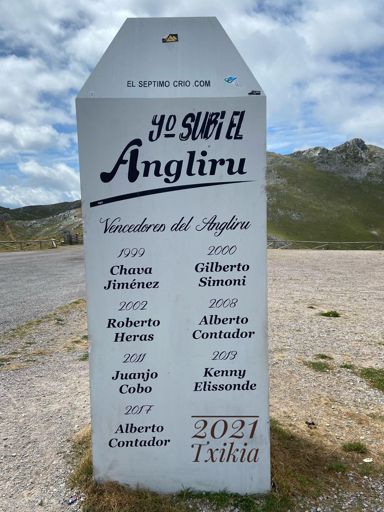 EL SEPTIMO CRIO .COM
yo SUBi EL
Angliru
Vencedores del Angliru
1999
Chava
Jiménez
2000
Gilberto
Simoni
2002
Roberto
Heras
2008
Alberto
Contador
2011
Juanjo
Cobo
2013
Kenny
Elissonde
2017
Alberto
Contador
2021
Txikia